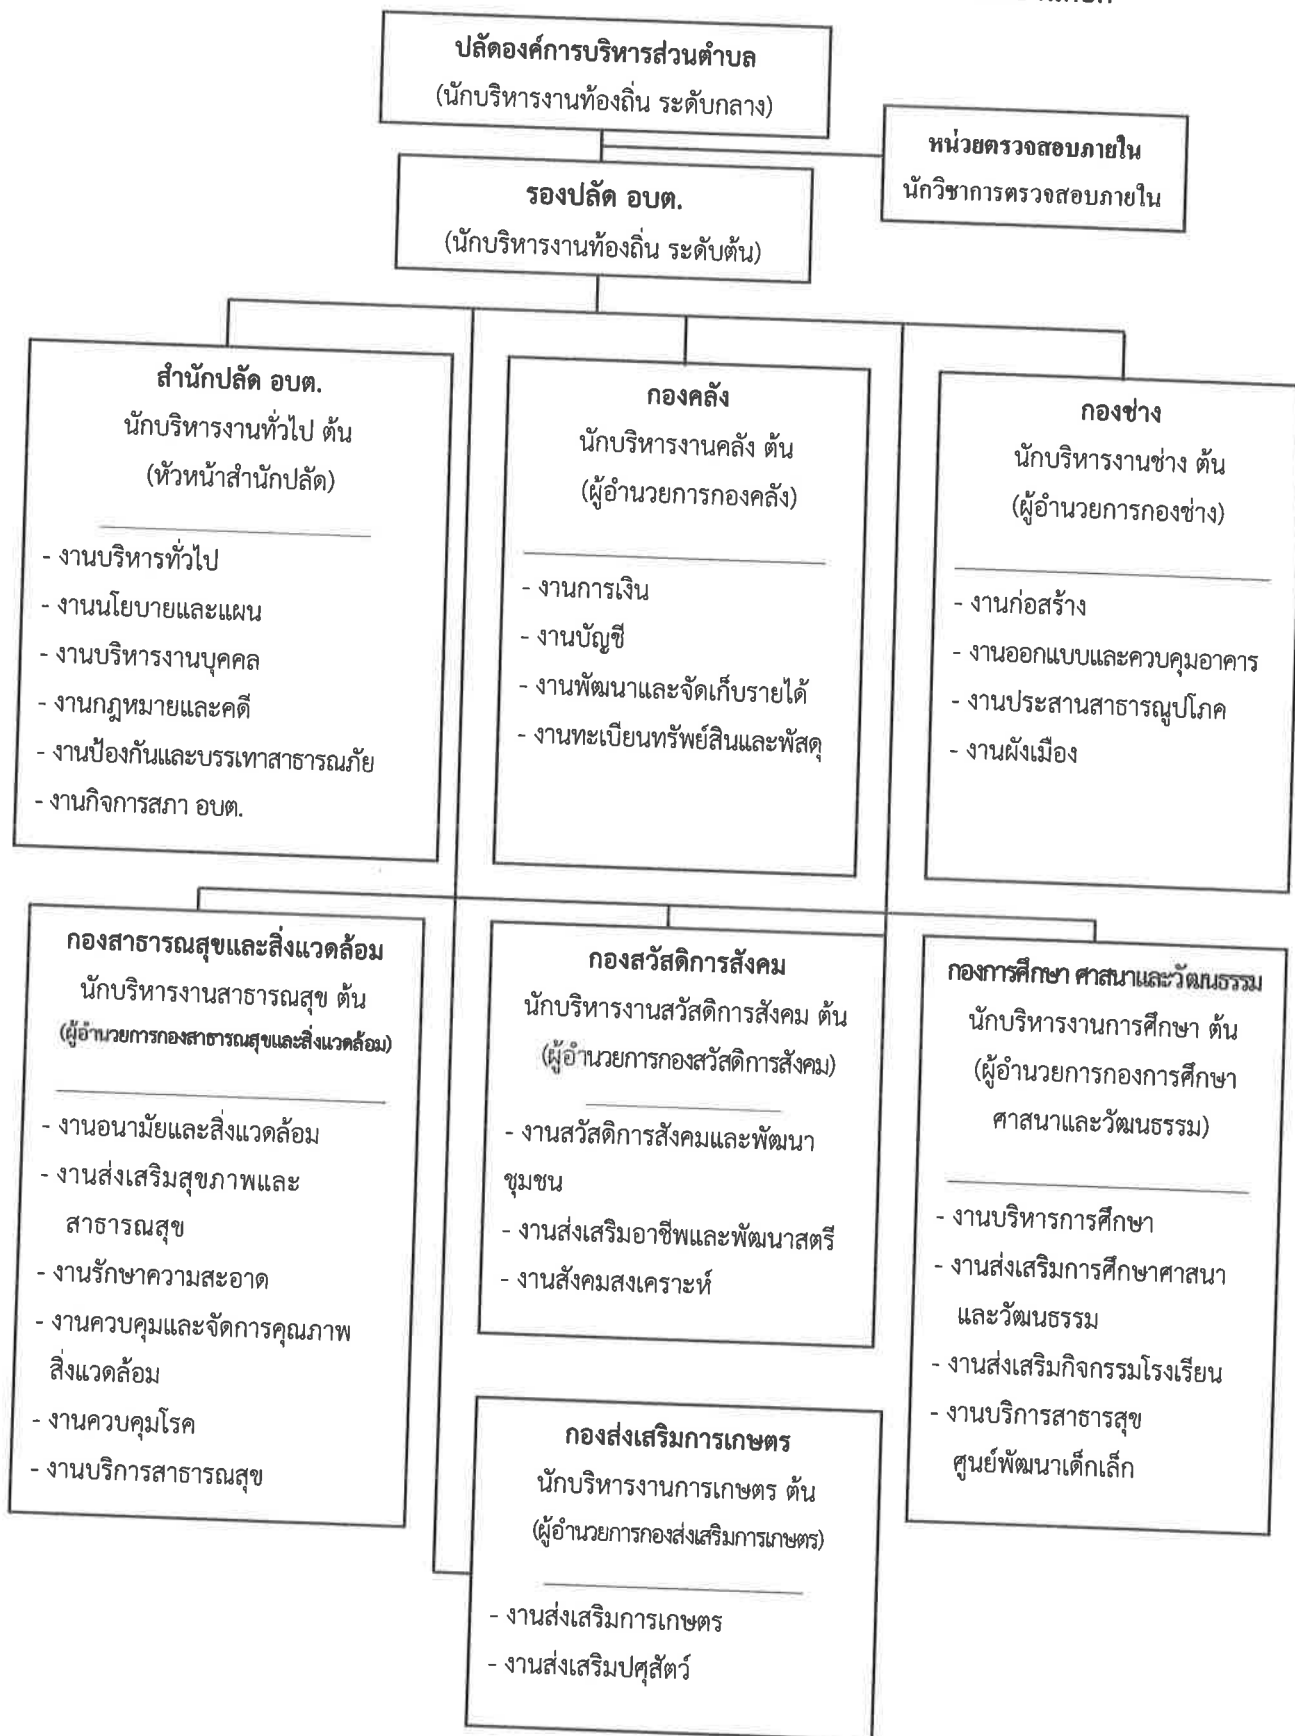 ปลัดองค์การบริหารส่วนตำบล
(นักบริหารงานท้องถิ่น ระดับกลาง)
หน่วยตรวจสอบภายใน
นักวิชาการตรวจสอบภายใน
รองปลัด อบต.
(นักบริหารงานท้องถิ่น ระดับต้น)
สำนักปลัด อบต.
นักบริหารงานทั่วไป ต้น
(หัวหน้าสำนักปลัด)
- งานบริหารทั่วไป
- งานนโยบายและแผน
- งานบริหารงานบุคคล
- งานกฎหมายและคดี
- งานป้องกันและบรรเทาสาธารณภัย
- งานกิจการสภา อบต.
กองคลัง
นักบริหารงานคลัง ต้น
(ผู้อำนวยการกองคลัง)
- งานการเงิน
- งานบัญชี
- งานพัฒนาและจัดเก็บรายได้
- งานทะเบียนทรัพย์สินและพัสดุ
กองช่าง
นักบริหารงานช่าง ต้น
(ผู้อำนวยการกองช่าง)
- งานก่อสร้าง
- งานออกแบบและควบคุมอาคาร
- งานประสานสาธารณูปโภค
- งานผังเมือง
กองสาธารณสุขและสิ่งแวดล้อม
นักบริหารงานสาธารณสุข ต้น
(ผู้อำนวยการกองสาธารณสุขและสิ่งแวดล้อม)
- งานอนามัยและสิ่งแวดล้อม
- งานส่งเสริมสุขภาพและ
สาธารณสุข
- งานรักษาความสะอาด
- งานควบคุมและจัดการคุณภาพ
สิ่งแวดล้อม
- งานควบคุมโรค
- งานบริการสาธารณสุข
กองสวัสดิการสังคม
นักบริหารงานสวัสดิการสังคม ต้น
(ผู้อำนวยการกองสวัสดิการสังคม)
- งานสวัสดิการสังคมและพัฒนา
ชุมชน
- งานส่งเสริมอาชีพและพัฒนาสตรี
- งานสังคมสงเคราะห์
กองการศึกษา ศาสนาและวัฒนธรรม
นักบริหารงานการศึกษา ต้น
(ผู้อำนวยการกองการศึกษา
ศาสนาและวัฒนธรรม)
- งานบริหารการศึกษา
- งานส่งเสริมการศึกษาศาสนา
และวัฒนธรรม
- งานส่งเสริมกิจกรรมโรงเรียน
- งานบริการสาธารสุข
ศูนย์พัฒนาเด็กเล็ก
กองส่งเสริมการเกษตร
นักบริหารงานการเกษตร ต้น
(ผู้อำนวยการกองส่งเสริมการเกษตร)
- งานส่งเสริมการเกษตร
- งานส่งเสริมปศุสัตว์